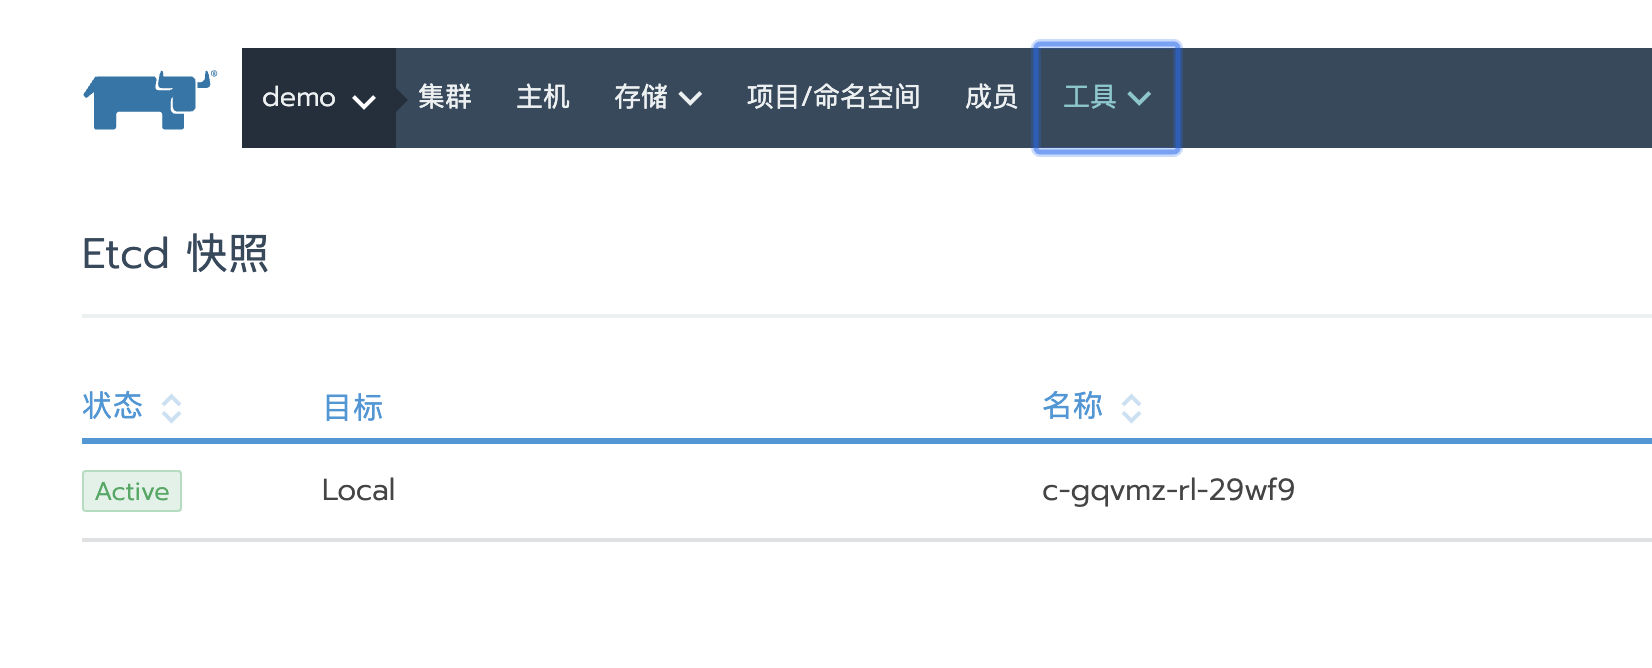 demo 集群 主机 存储 项目/命名空间 成员 工具
Etcd 快照
状态 目标 名称
Active Local c-gqvmz-rl-29wf9